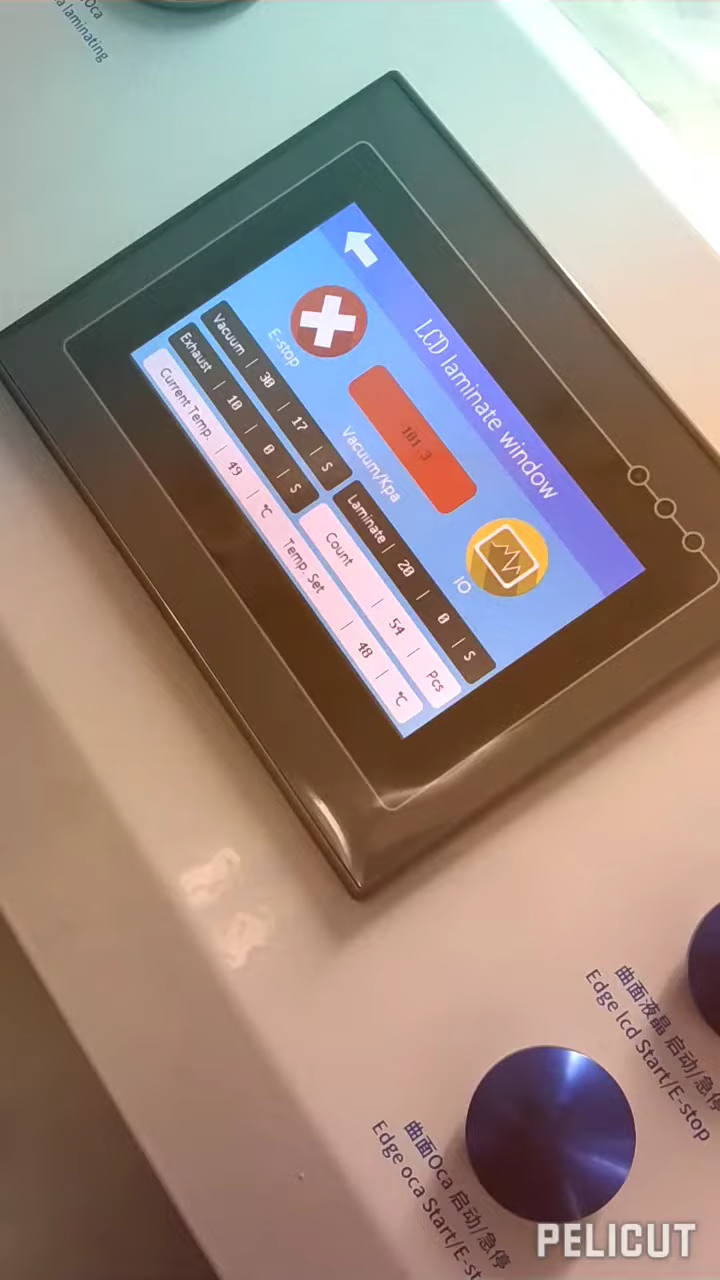 oca
laminating
LCD laminate window
E-stop
101.3
Vacuum/Kpa
IO
Vacuum | 30 | 17 | S
Laminate | 20 | 0 | S
Exhaust | 10 | 0 | S
Count | 54 | Pcs
Current Temp. | 49 | ℃
Temp. Set | 48 | ℃
曲面液晶 启动/急停
Edge lcd Start/E-stop
曲面Oca 启动/急停
Edge oca Start/E-st
PELICUT